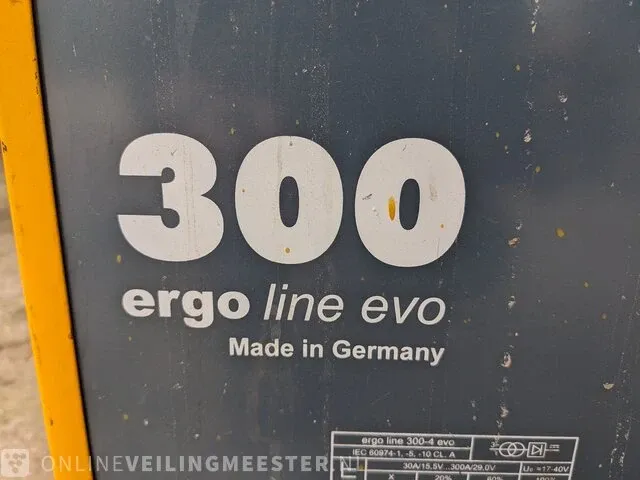 300
ergo line evo
Made in Germany
ergo line 300-4 evo
IEC 60974-1, -5, -10 CL. A
3~
30A/15,5V...300A/29,0V
U₀ =17-40V
X 20% 60% 100%
ONLINEVEILINGMEESTER.NL